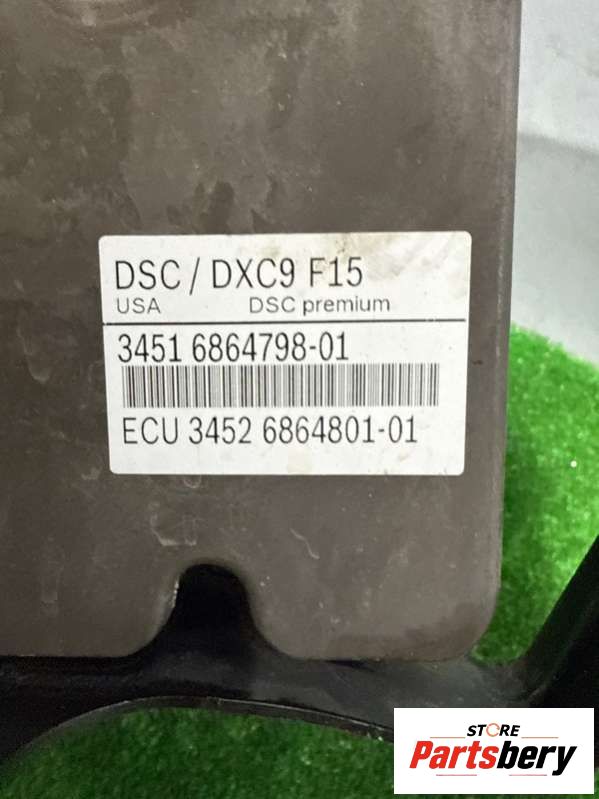 DSC / DXC9 F15
USA DSC premium
3451 6864798-01
ECU 3452 6864801-01
STORE
Partsbery